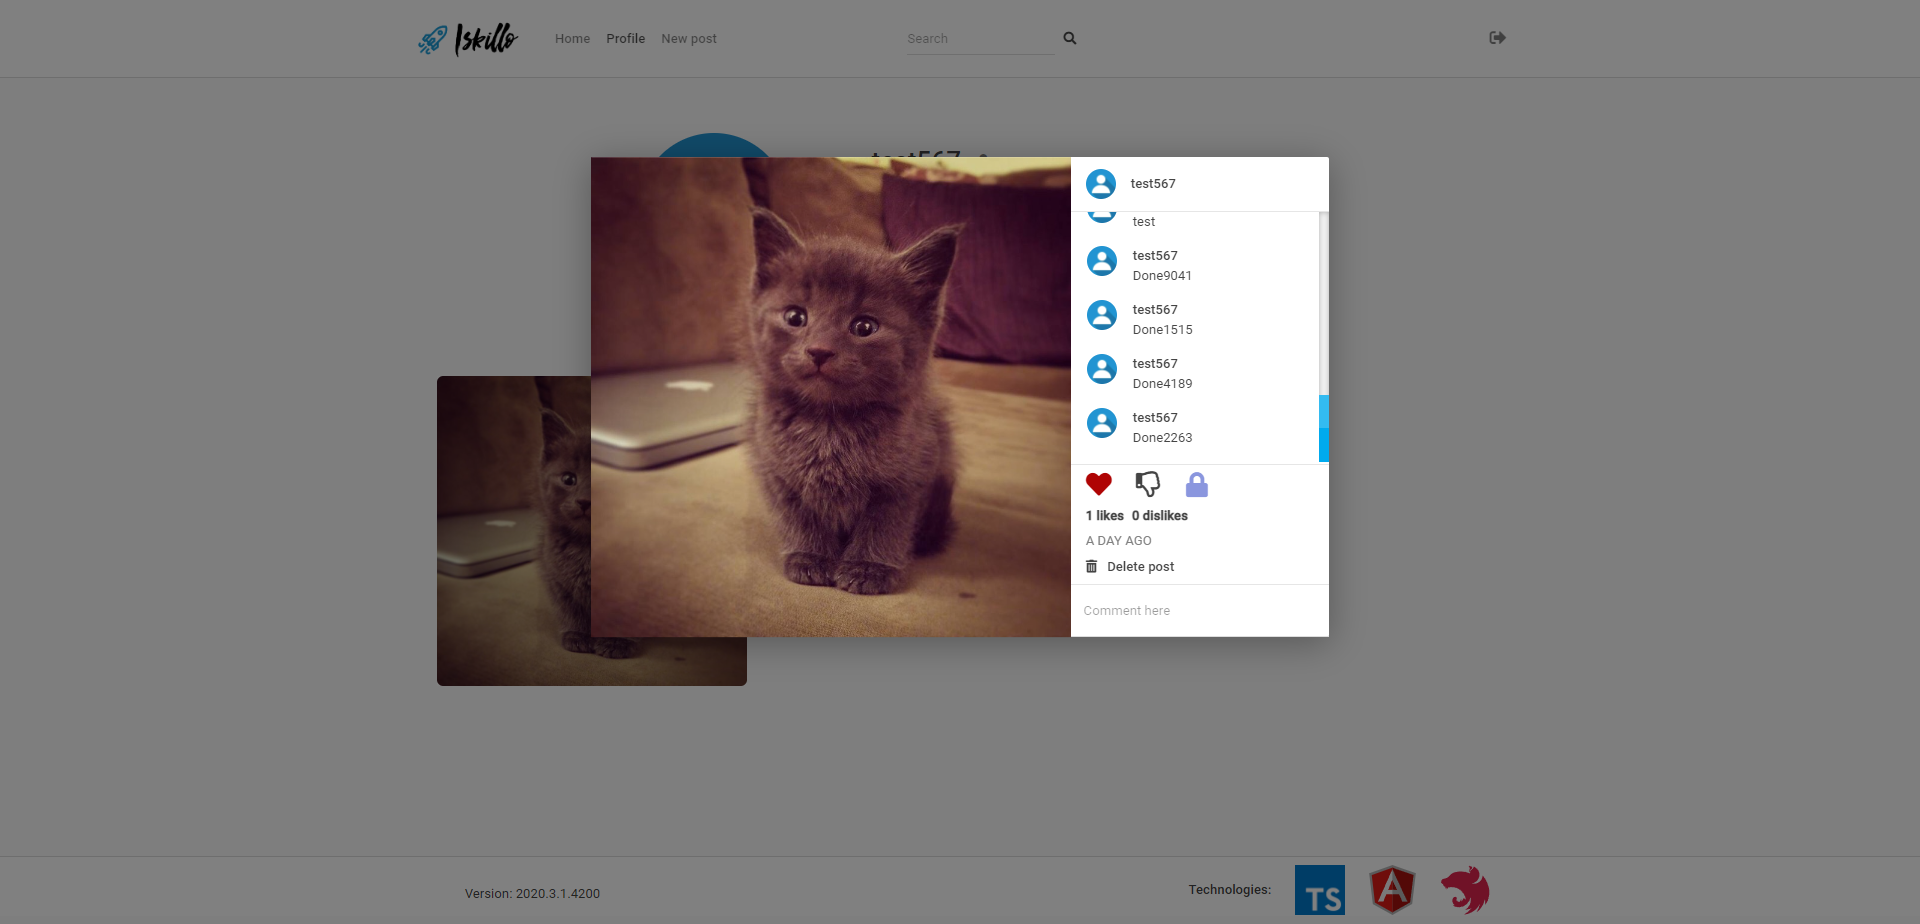 Iskillo
Home Profile New post
Search
test567
test567
test
test567
Done9041
test567
Done1515
test567
Done4189
test567
Done2263
1 likes 0 dislikes
A DAY AGO
Delete post
Comment here
Version: 2020.3.1.4200
Technologies:
TS
A